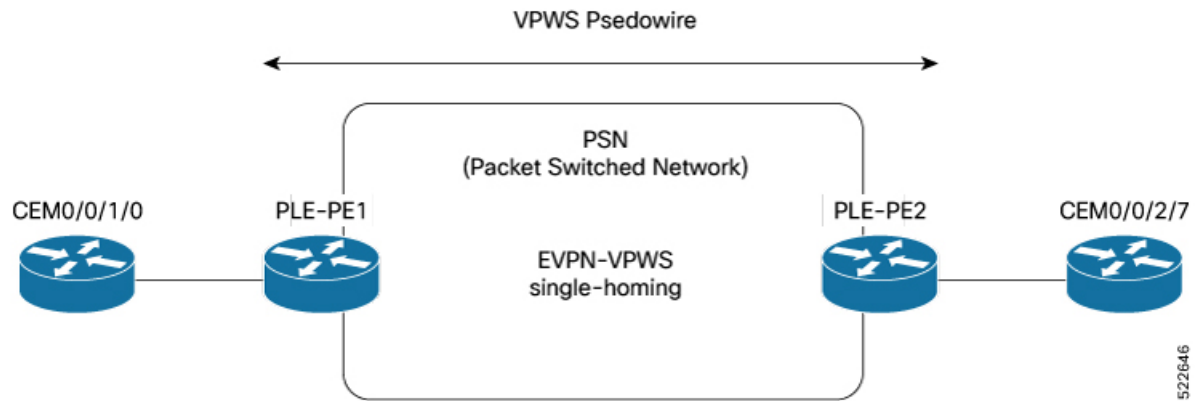 VPWS Psedowire
PSN
(Packet Switched Network)
CEM0/0/1/0
PLE-PE1
PLE-PE2
CEM0/0/2/7
EVPN-VPWS
single-homing
522646